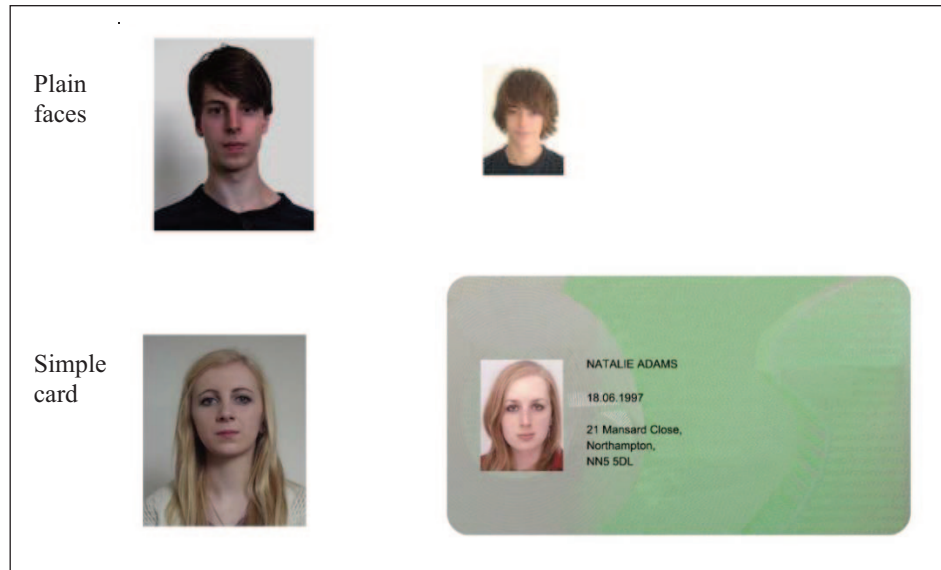 Plain
faces
Simple
card
NATALIE ADAMS
18.06.1997
21 Mansard Close,
Northampton,
NN5 5DL